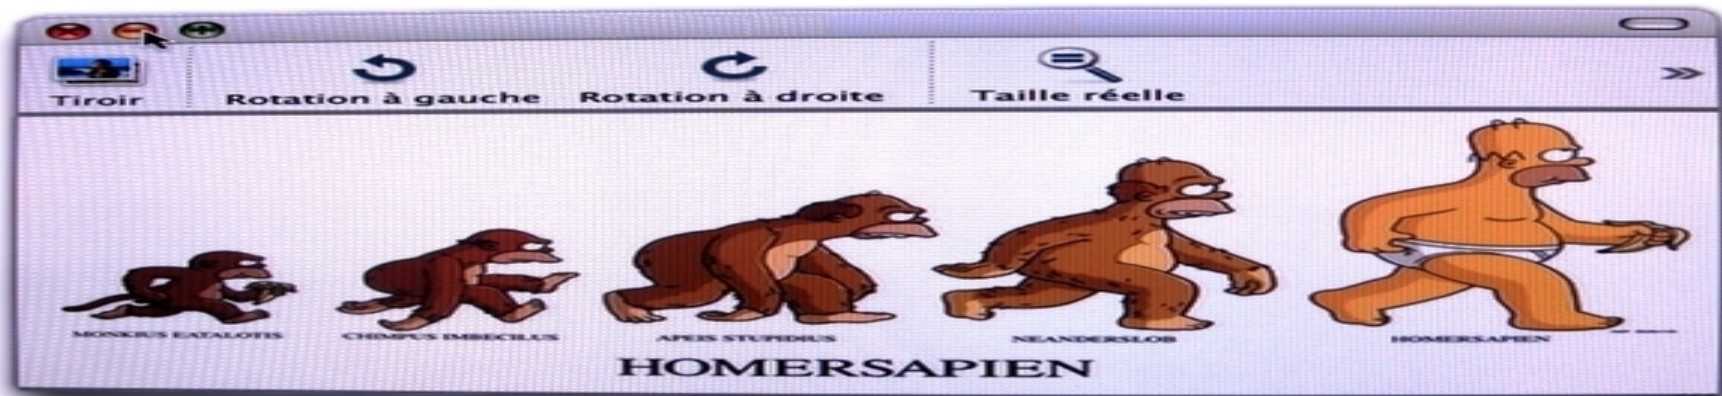 Tiroir
Rotation à gauche
Rotation à droite
Taille réelle
MONKIUS EATALOTIS
CHIMPUS IMBECILUS
APEIS STUPIDIUS
NEANDERSLOB
HOMERSAPIEN
HOMERSAPIEN